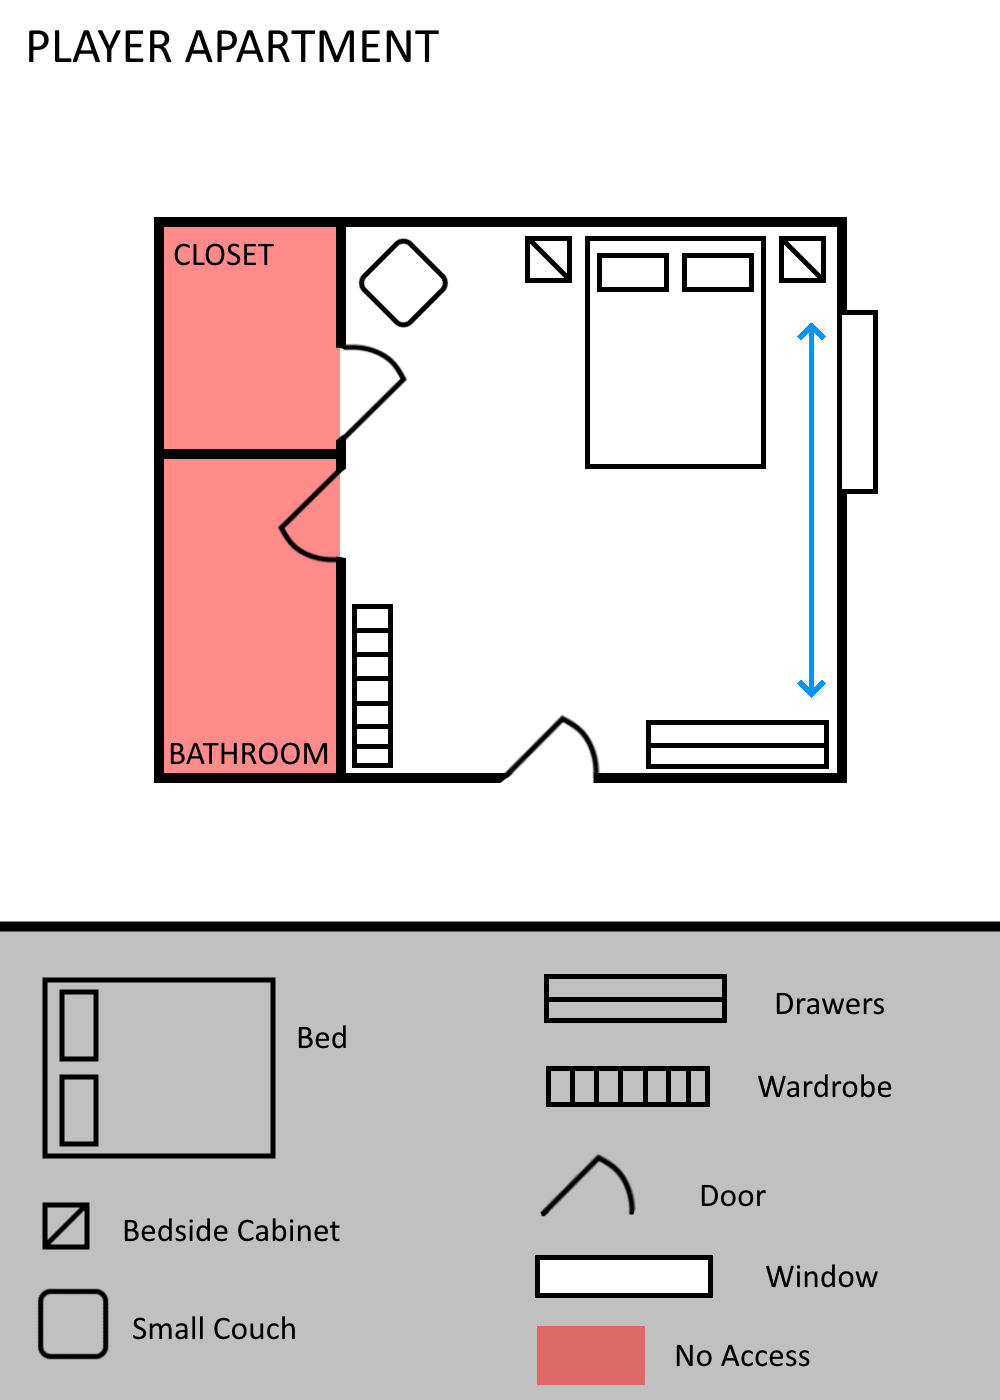 PLAYER APARTMENT
CLOSET
BATHROOM
Bed
Drawers
Wardrobe
Door
Bedside Cabinet
Window
Small Couch
No Access